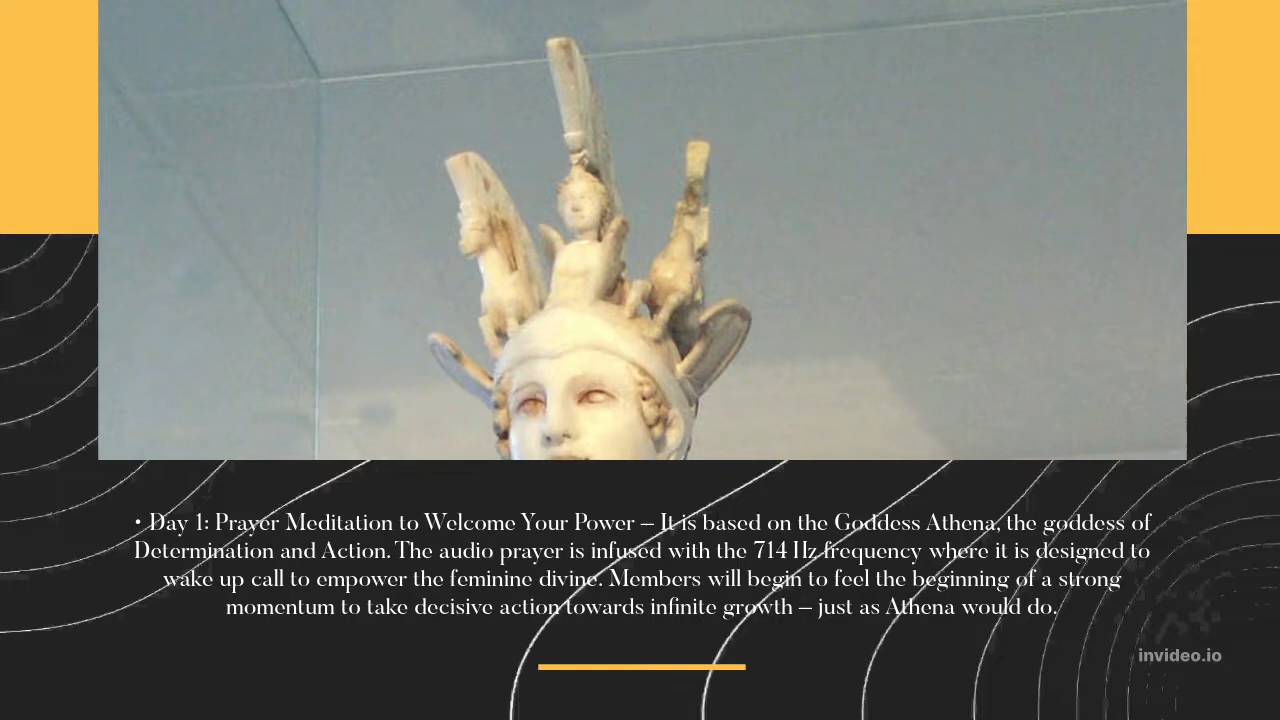 • Day 1: Prayer Meditation to Welcome Your Power – It is based on the Goddess Athena, the goddess of
Determination and Action. The audio prayer is infused with the 714 Hz frequency where it is designed to
wake up call to empower the feminine divine. Members will begin to feel the beginning of a strong
momentum to take decisive action towards infinite growth – just as Athena would do.
invideo.io